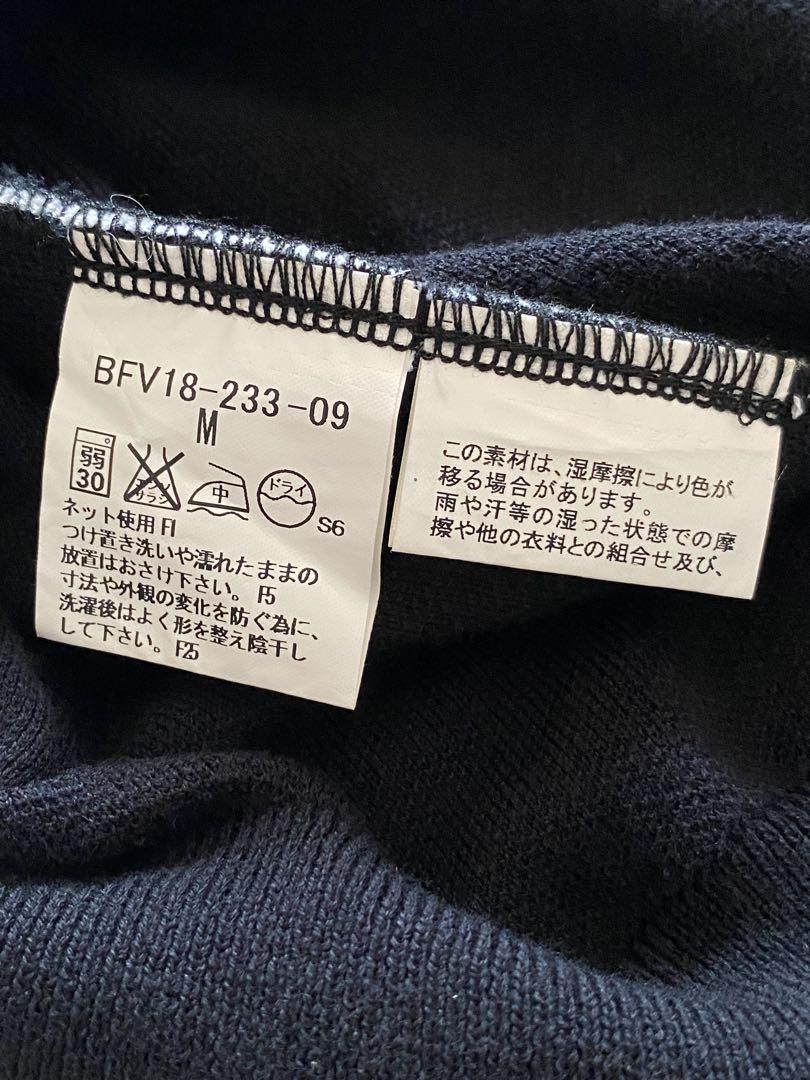 BFV18-233-09
M
弱
30
エンソ
サラシ
中
ドライ
S6
ネット使用 F1
つけ置き洗いや濡れたままの
放置はおさけ下さい。F5
寸法や外観の変化を防ぐ為に、
洗濯後はよく形を整え陰干し
して下さい。F25
この素材は、湿摩擦により色が
移る場合があります。
雨や汗等の湿った状態での摩
擦や他の衣料との組合せ及び、